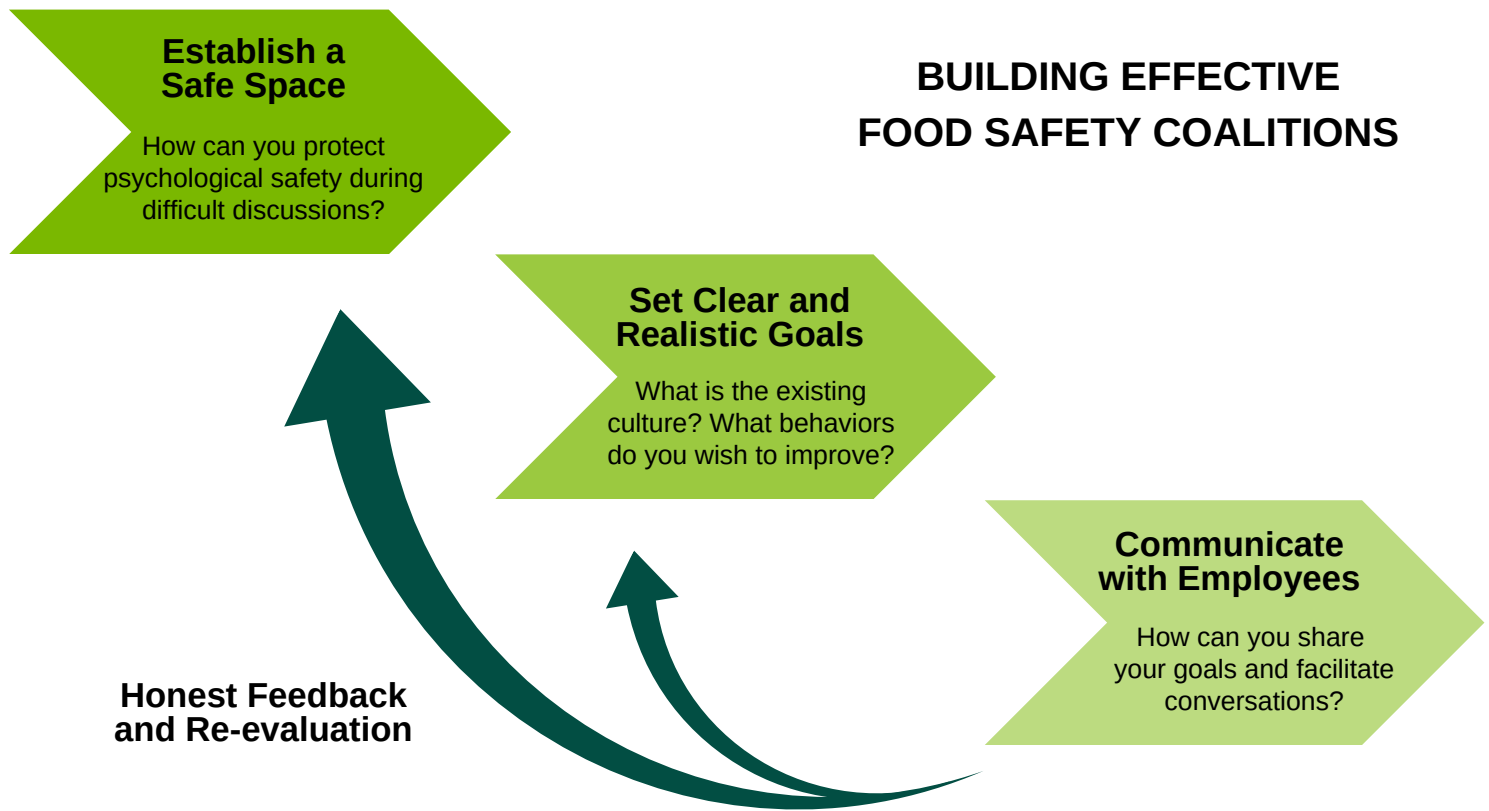 Establish a
Safe Space
How can you protect
psychological safety during
difficult discussions?
BUILDING EFFECTIVE
FOOD SAFETY COALITIONS
Set Clear and
Realistic Goals
What is the existing
culture? What behaviors
do you wish to improve?
Communicate
with Employees
How can you share
your goals and facilitate
conversations?
Honest Feedback
and Re-evaluation